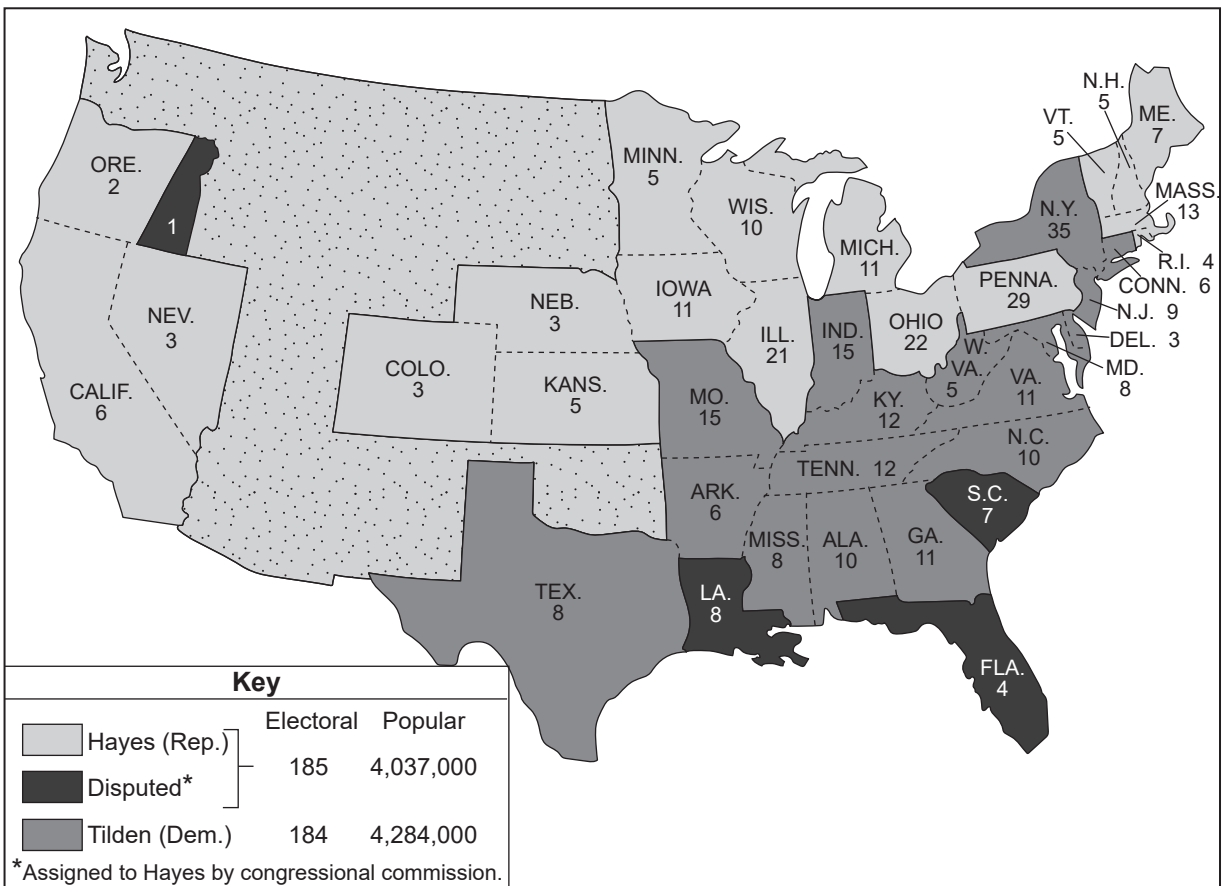 N.H.
5
VT.
5
ME.
7
MASS.
13
R.I. 4
CONN. 6
N.J. 9
DEL. 3
MD.
8
ORE.
2
1
MINN.
5
WIS.
10
MICH.
11
N.Y.
35
PENNA.
29
NEV.
3
NEB.
3
IOWA
11
ILL.
21
IND.
15
OHIO
22
W.
VA.
5
VA.
11
CALIF.
6
COLO.
3
KANS.
5
MO.
15
KY.
12
N.C.
10
TENN. 12
ARK.
6
S.C.
7
MISS.
8
ALA.
10
GA.
11
TEX.
8
LA.
8
FLA.
4
Key
Electoral Popular
Hayes (Rep.)
185 4,037,000
Disputed*
Tilden (Dem.) 184 4,284,000
*Assigned to Hayes by congressional commission.